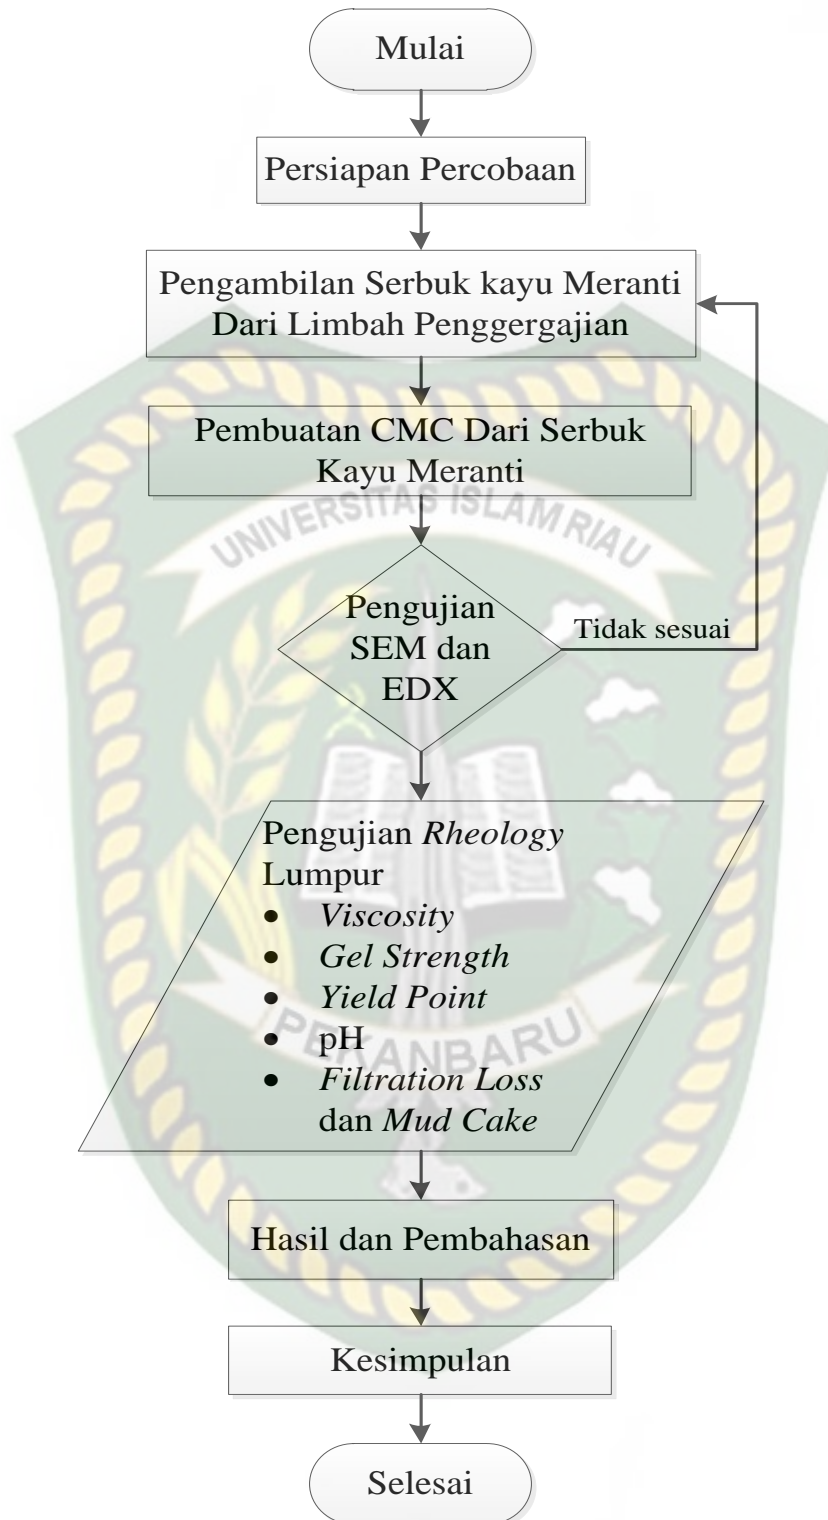 Mulai
Persiapan Percobaan
Pengambilan Serbuk kayu Meranti
Dari Limbah Penggergajian
Pembuatan CMC Dari Serbuk
Kayu Meranti
UNIVERSITAS ISLAM RIAU
Pengujian
SEM dan
EDX
Tidak sesuai
Pengujian Rheology
Lumpur
• Viscosity
• Gel Strength
• Yield Point
• pH
• Filtration Loss
dan Mud Cake
PEKANBARU
Hasil dan Pembahasan
Kesimpulan
Selesai